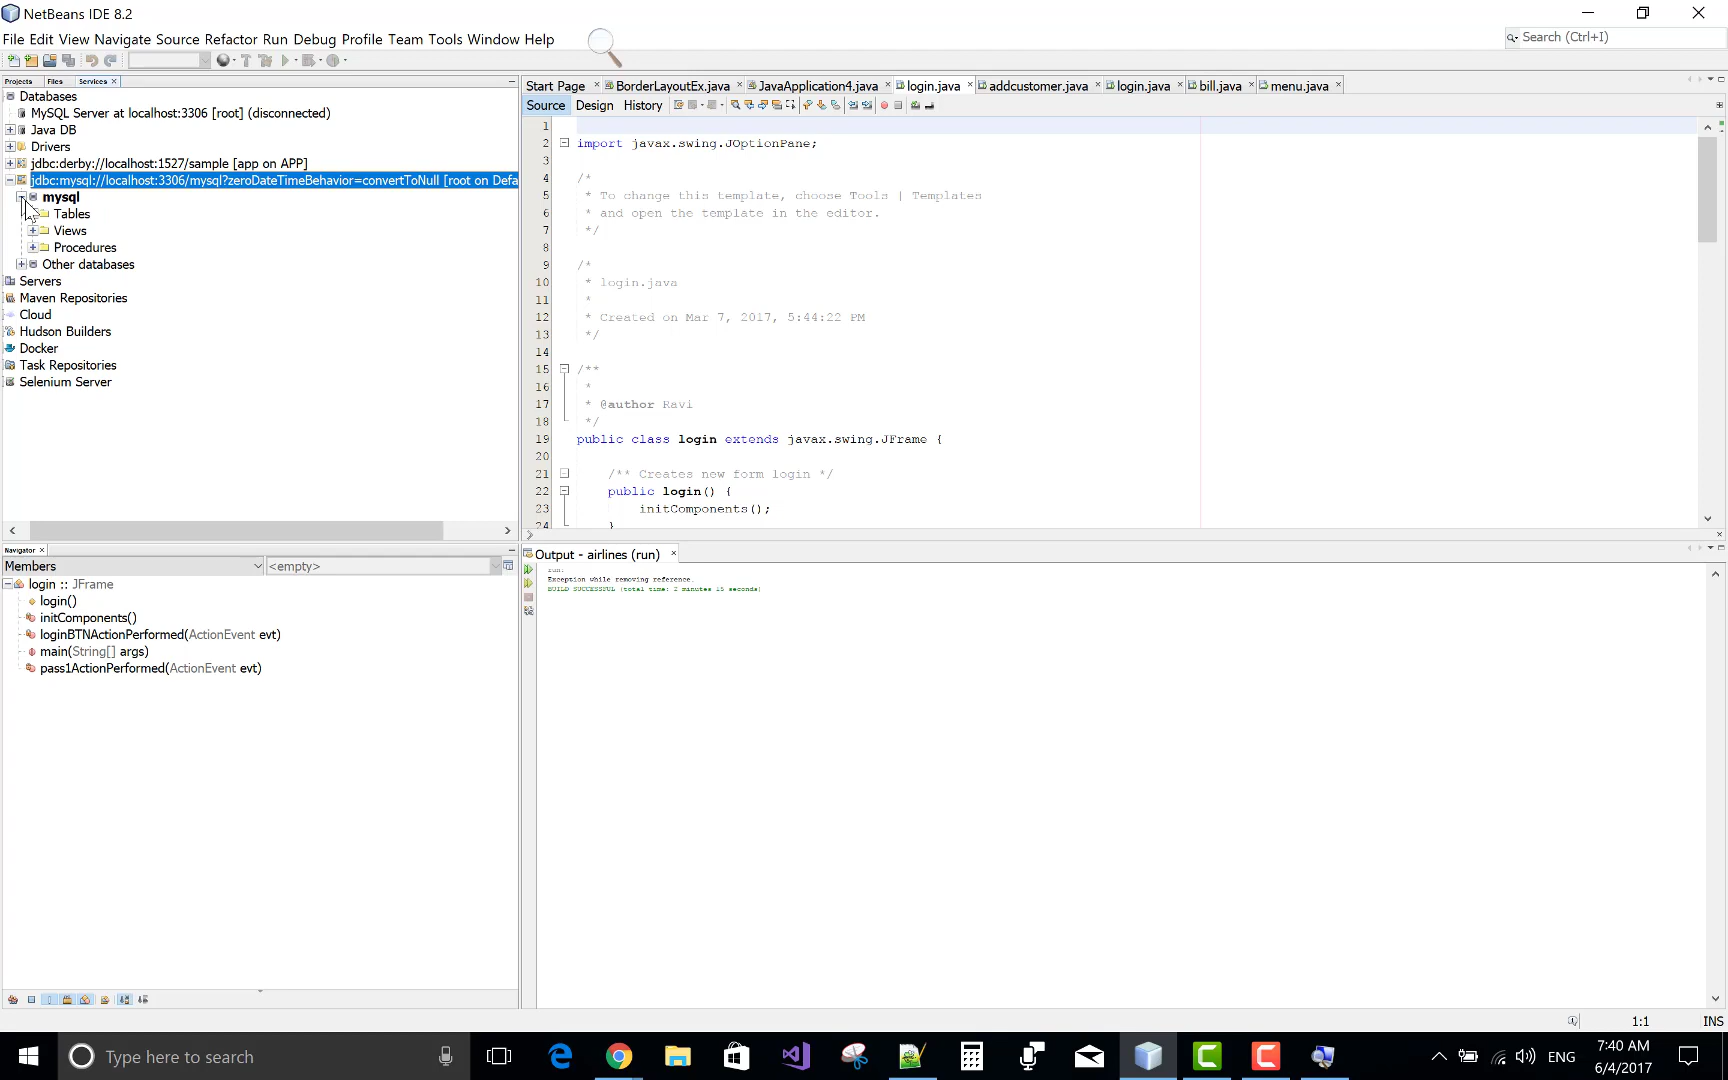 NetBeans IDE 8.2
File Edit View Navigate Source Refactor Run Debug Profile Team Tools Window Help
Search (Ctrl+I)
Projects Files Services
Databases
MySQL Server at localhost:3306 [root] (disconnected)
Java DB
Drivers
jdbc:derby://localhost:1527/sample [app on APP]
jdbc:mysql://localhost:3306/mysql?zeroDateTimeBehavior=convertToNull [root on Defa
mysql
Tables
Views
Procedures
Other databases
Servers
Maven Repositories
Cloud
Hudson Builders
Docker
Task Repositories
Selenium Server
Start Page BorderLayoutEx.java JavaApplication4.java login.java addcustomer.java login.java bill.java menu.java
Source Design History
1
2 import javax.swing.JOptionPane;
3
4 /*
5 * To change this template, choose Tools | Templates
6 * and open the template in the editor.
7 */
8
9 /*
10 * login.java
11 *
12 * Created on Mar 7, 2017, 5:44:22 PM
13 */
14
15 /**
16 *
17 * @author Ravi
18 */
19 public class login extends javax.swing.JFrame {
20
21 /** Creates new form login */
22 public login() {
23 initComponents();
24 }
Navigator
Members <empty>
login :: JFrame
login()
initComponents()
loginBTNActionPerformed(ActionEvent evt)
main(String[] args)
pass1ActionPerformed(ActionEvent evt)
Output - airlines (run)
run:
Exception while removing reference.
BUILD SUCCESSFUL (total time: 2 minutes 15 seconds)
1:1 INS
Type here to search
ENG
7:40 AM
6/4/2017